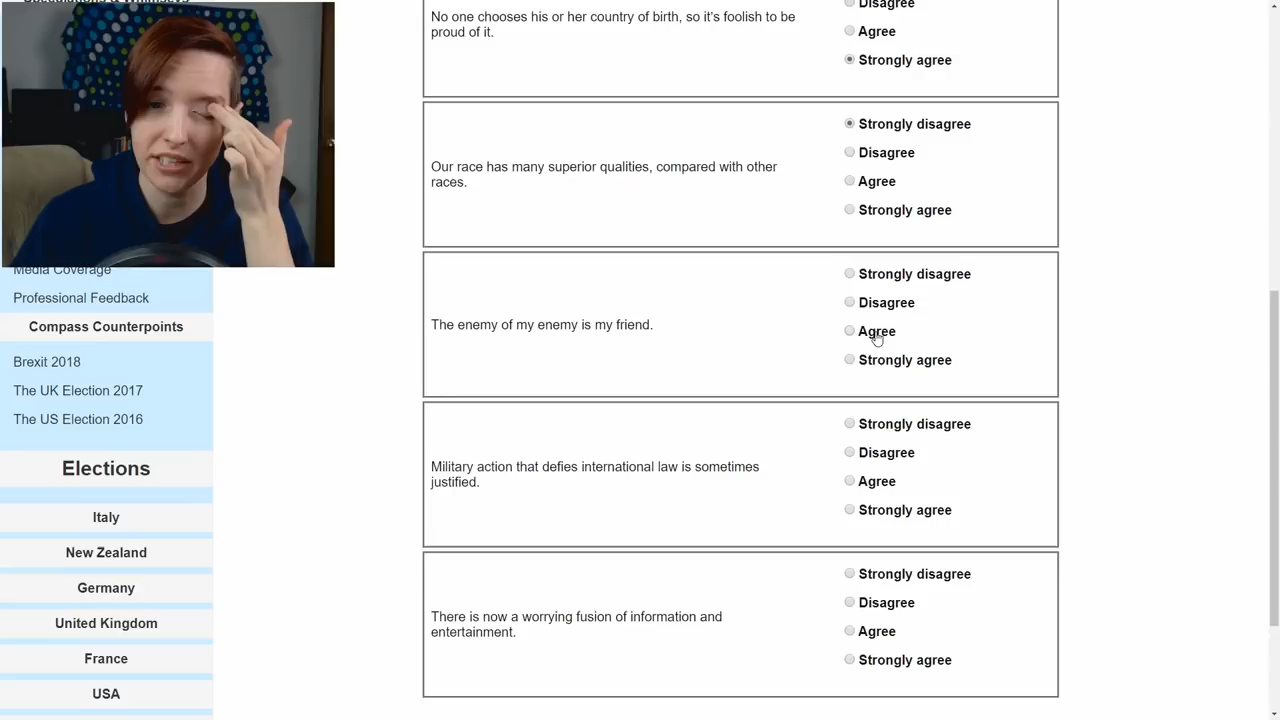 No one chooses his or her country of birth, so it's foolish to be
proud of it.
Disagree
Agree
Strongly agree
Our race has many superior qualities, compared with other
races.
Strongly disagree
Disagree
Agree
Strongly agree
The enemy of my enemy is my friend.
Strongly disagree
Disagree
Agree
Strongly agree
Military action that defies international law is sometimes
justified.
Strongly disagree
Disagree
Agree
Strongly agree
There is now a worrying fusion of information and
entertainment.
Strongly disagree
Disagree
Agree
Strongly agree
Media Coverage
Professional Feedback
Compass Counterpoints
Brexit 2018
The UK Election 2017
The US Election 2016
Elections
Italy
New Zealand
Germany
United Kingdom
France
USA